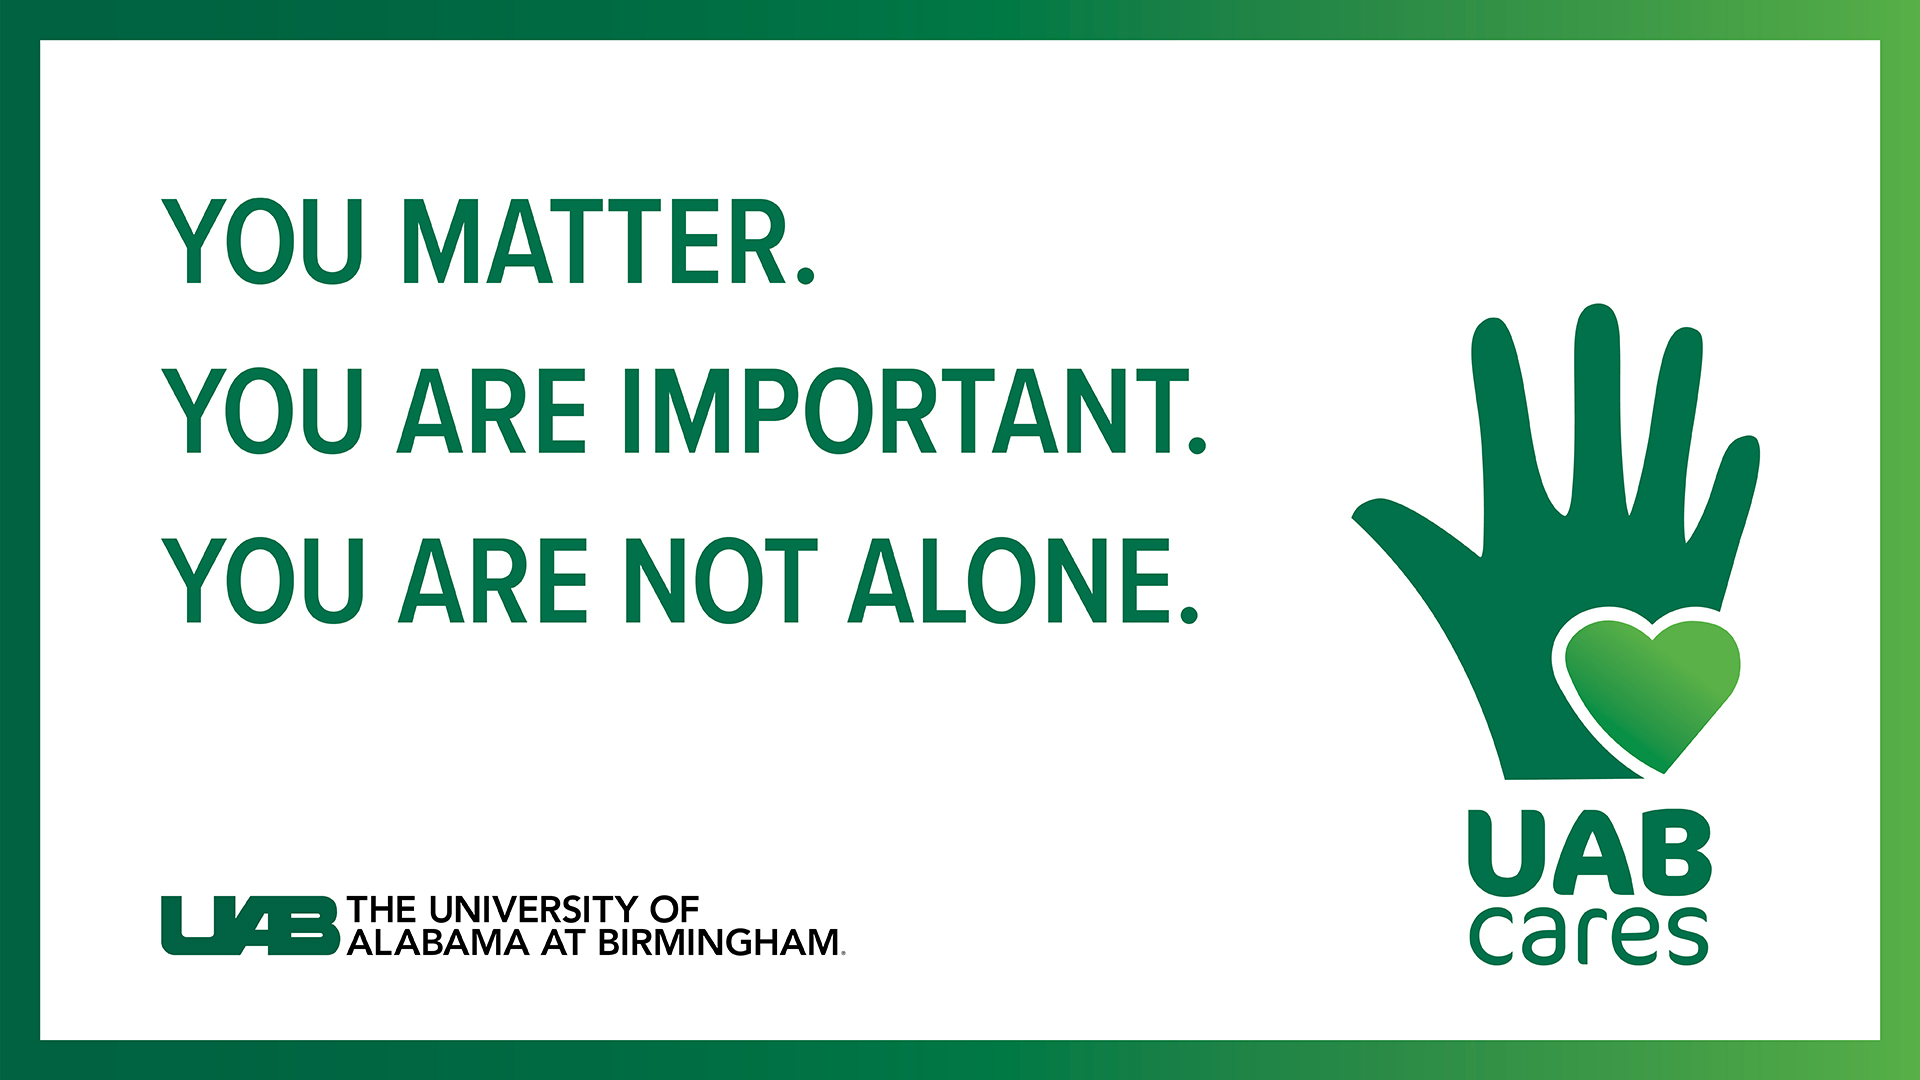 YOU MATTER.
YOU ARE IMPORTANT.
YOU ARE NOT ALONE.
UAB THE UNIVERSITY OF
ALABAMA AT BIRMINGHAM.
UAB
cares